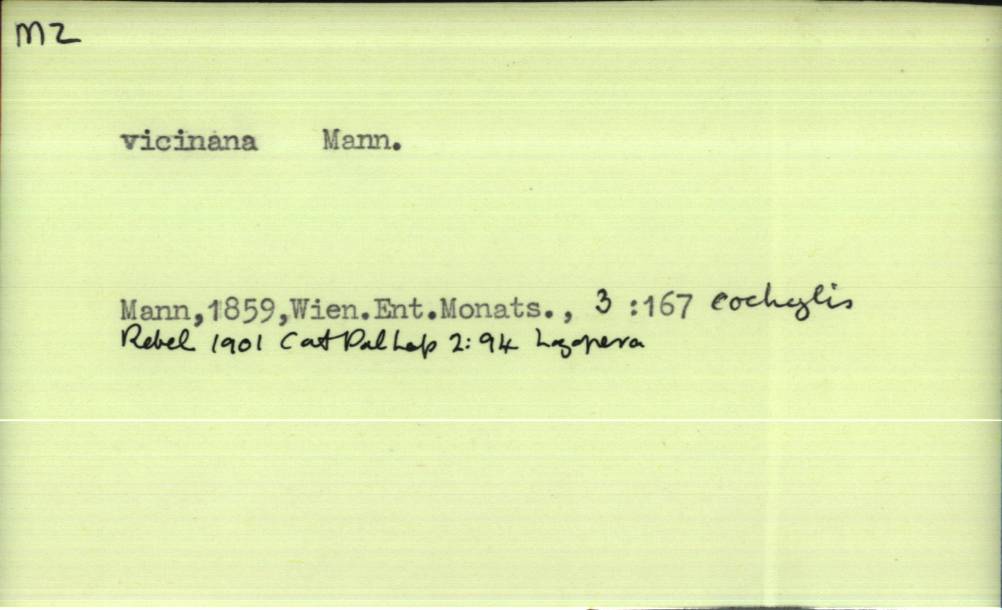 MZ
vicinana Mann.
Mann,1859,Wien.Ent.Monats., 3 :167 cochylis
Rebel 1901 Cat Pal Lep 2: 94 Lozopera